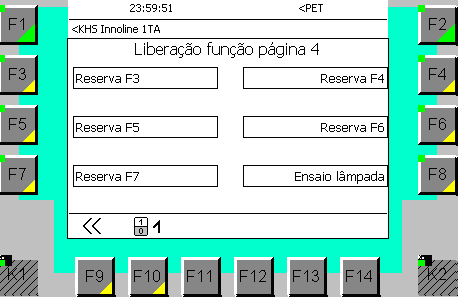 23:59:51 <PET
F1 F2
<KHS Innoline 1TA
Liberação função página 4
F3 Reserva F3 Reserva F4 F4
F5 Reserva F5 Reserva F6 F6
F7 Reserva F7 Ensaio lâmpada F8
<< 1 0 1
K1 F9 F10 F11 F12 F13 F14 K2